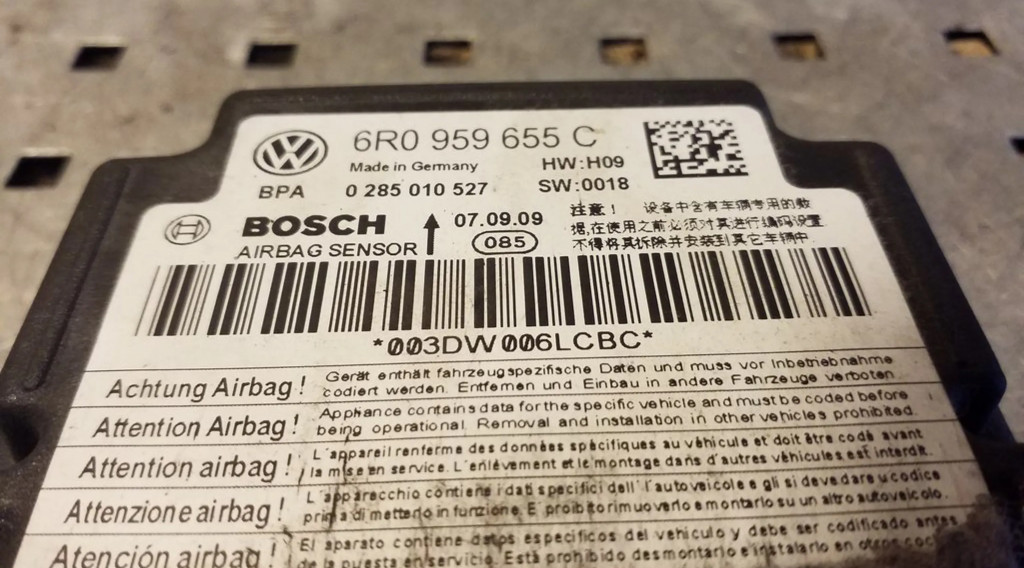 6R0 959 655 C
Made in Germany
HW:H09
BPA 0 285 010 527 SW:0018
BOSCH
AIRBAG SENSOR
07.09.09
085
注意! 设备中含有车辆专用的数
据,在使用之前必须对其进行编码设置
不得将其拆除并安装到其它车辆中
*003DW006LCBC*
Achtung Airbag! Gerät enthält fahrzeugspezifische Daten und muss vor Inbetriebnahme
codiert werden. Entfernen und Einbau in andere Fahrzeuge verboten
Attention Airbag! Appliance contains data for the specific vehicle and must be coded before
being operational. Removal and installation in other vehicles prohibited.
Attention airbag! L'appareil renferme des données spécifiques au véhicule et doit être codé avant
la mise en service. L'enlévement et le montage dans d'autres véhicules est interdit.
Attenzione airbag! L'apparecchio contiene i dati specifici dell'autoveicolo e gli si deve dare u codice
prima di metterlo in funzione. E' proibito rimuoverlo e montarlo su un altro autoveicolo.
Atención airbag! El aparato contiene datos específicos del vehículo y debe ser codificado antes
de la puesta en servicio. Está prohibido desmontarlo e instalarlo en otros